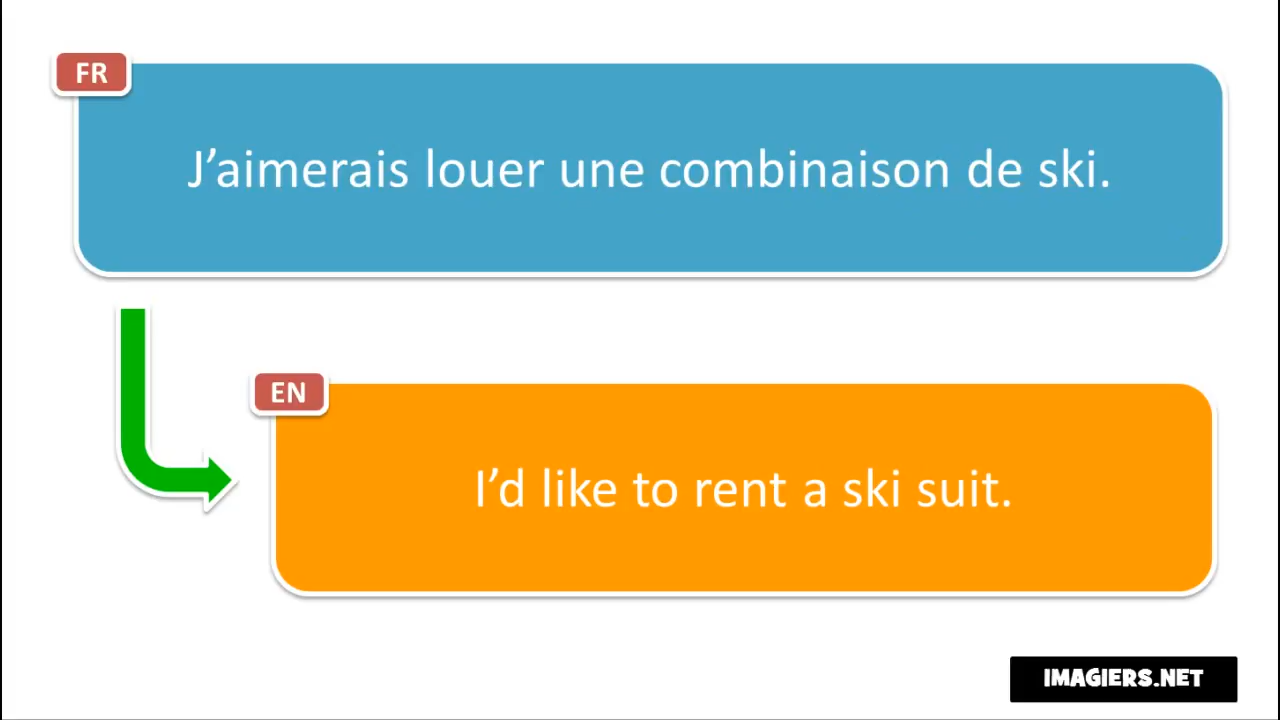 FR
J’aimerais louer une combinaison de ski.
EN
I’d like to rent a ski suit.
IMAGIERS.NET